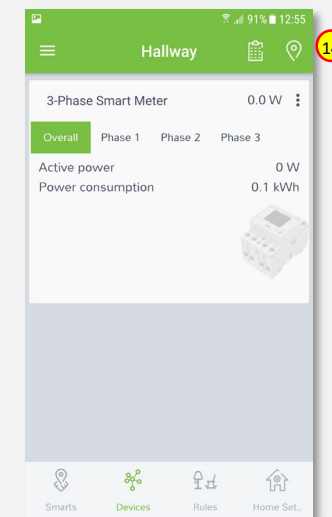 91% 12:55
Hallway
14
3-Phase Smart Meter 0.0 W
Overall Phase 1 Phase 2 Phase 3
Active power 0 W
Power consumption 0.1 kWh
Smarts Devices Rules Home Set..